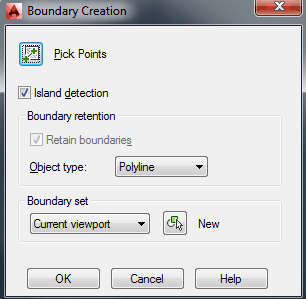 Boundary Creation
Pick Points
Island detection
Boundary retention
Retain boundaries
Object type: Polyline
Boundary set
Current viewport New
OK Cancel Help